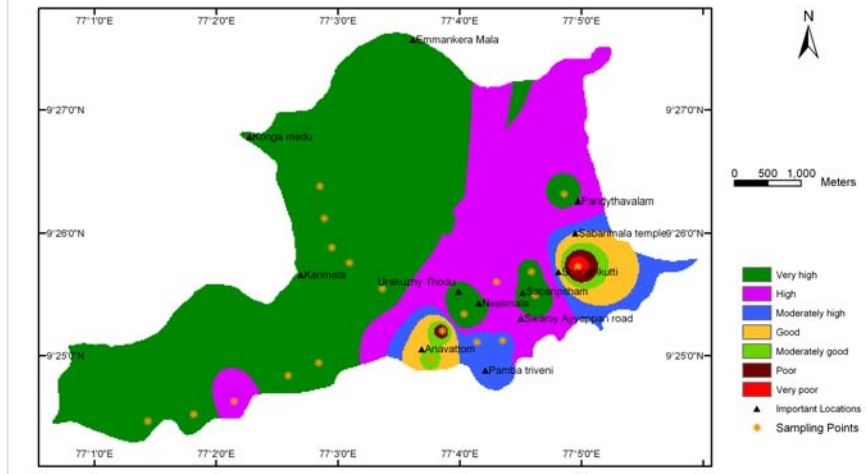 77°1'0"E 77°2'0"E 77°3'0"E 77°4'0"E 77°5'0"E
N
Emmankera Mala
9°27'0"N 9°27'0"N
Konga medu
0 500 1,000 Meters
Pandythavalam
9°26'0"N Sabarimala temple 9°26'0"N
Karimala
Urakuzhy Thodu
Sabaripitham
Neelimala
Swamy Ayyappan road
Very high
High
Moderately high
Good
Moderately good
Poor
Very poor
Important Locations
Sampling Points
9°25'0"N Anavattom 9°25'0"N
Pamba triveni
77°1'0"E 77°2'0"E 77°3'0"E 77°4'0"E 77°5'0"E